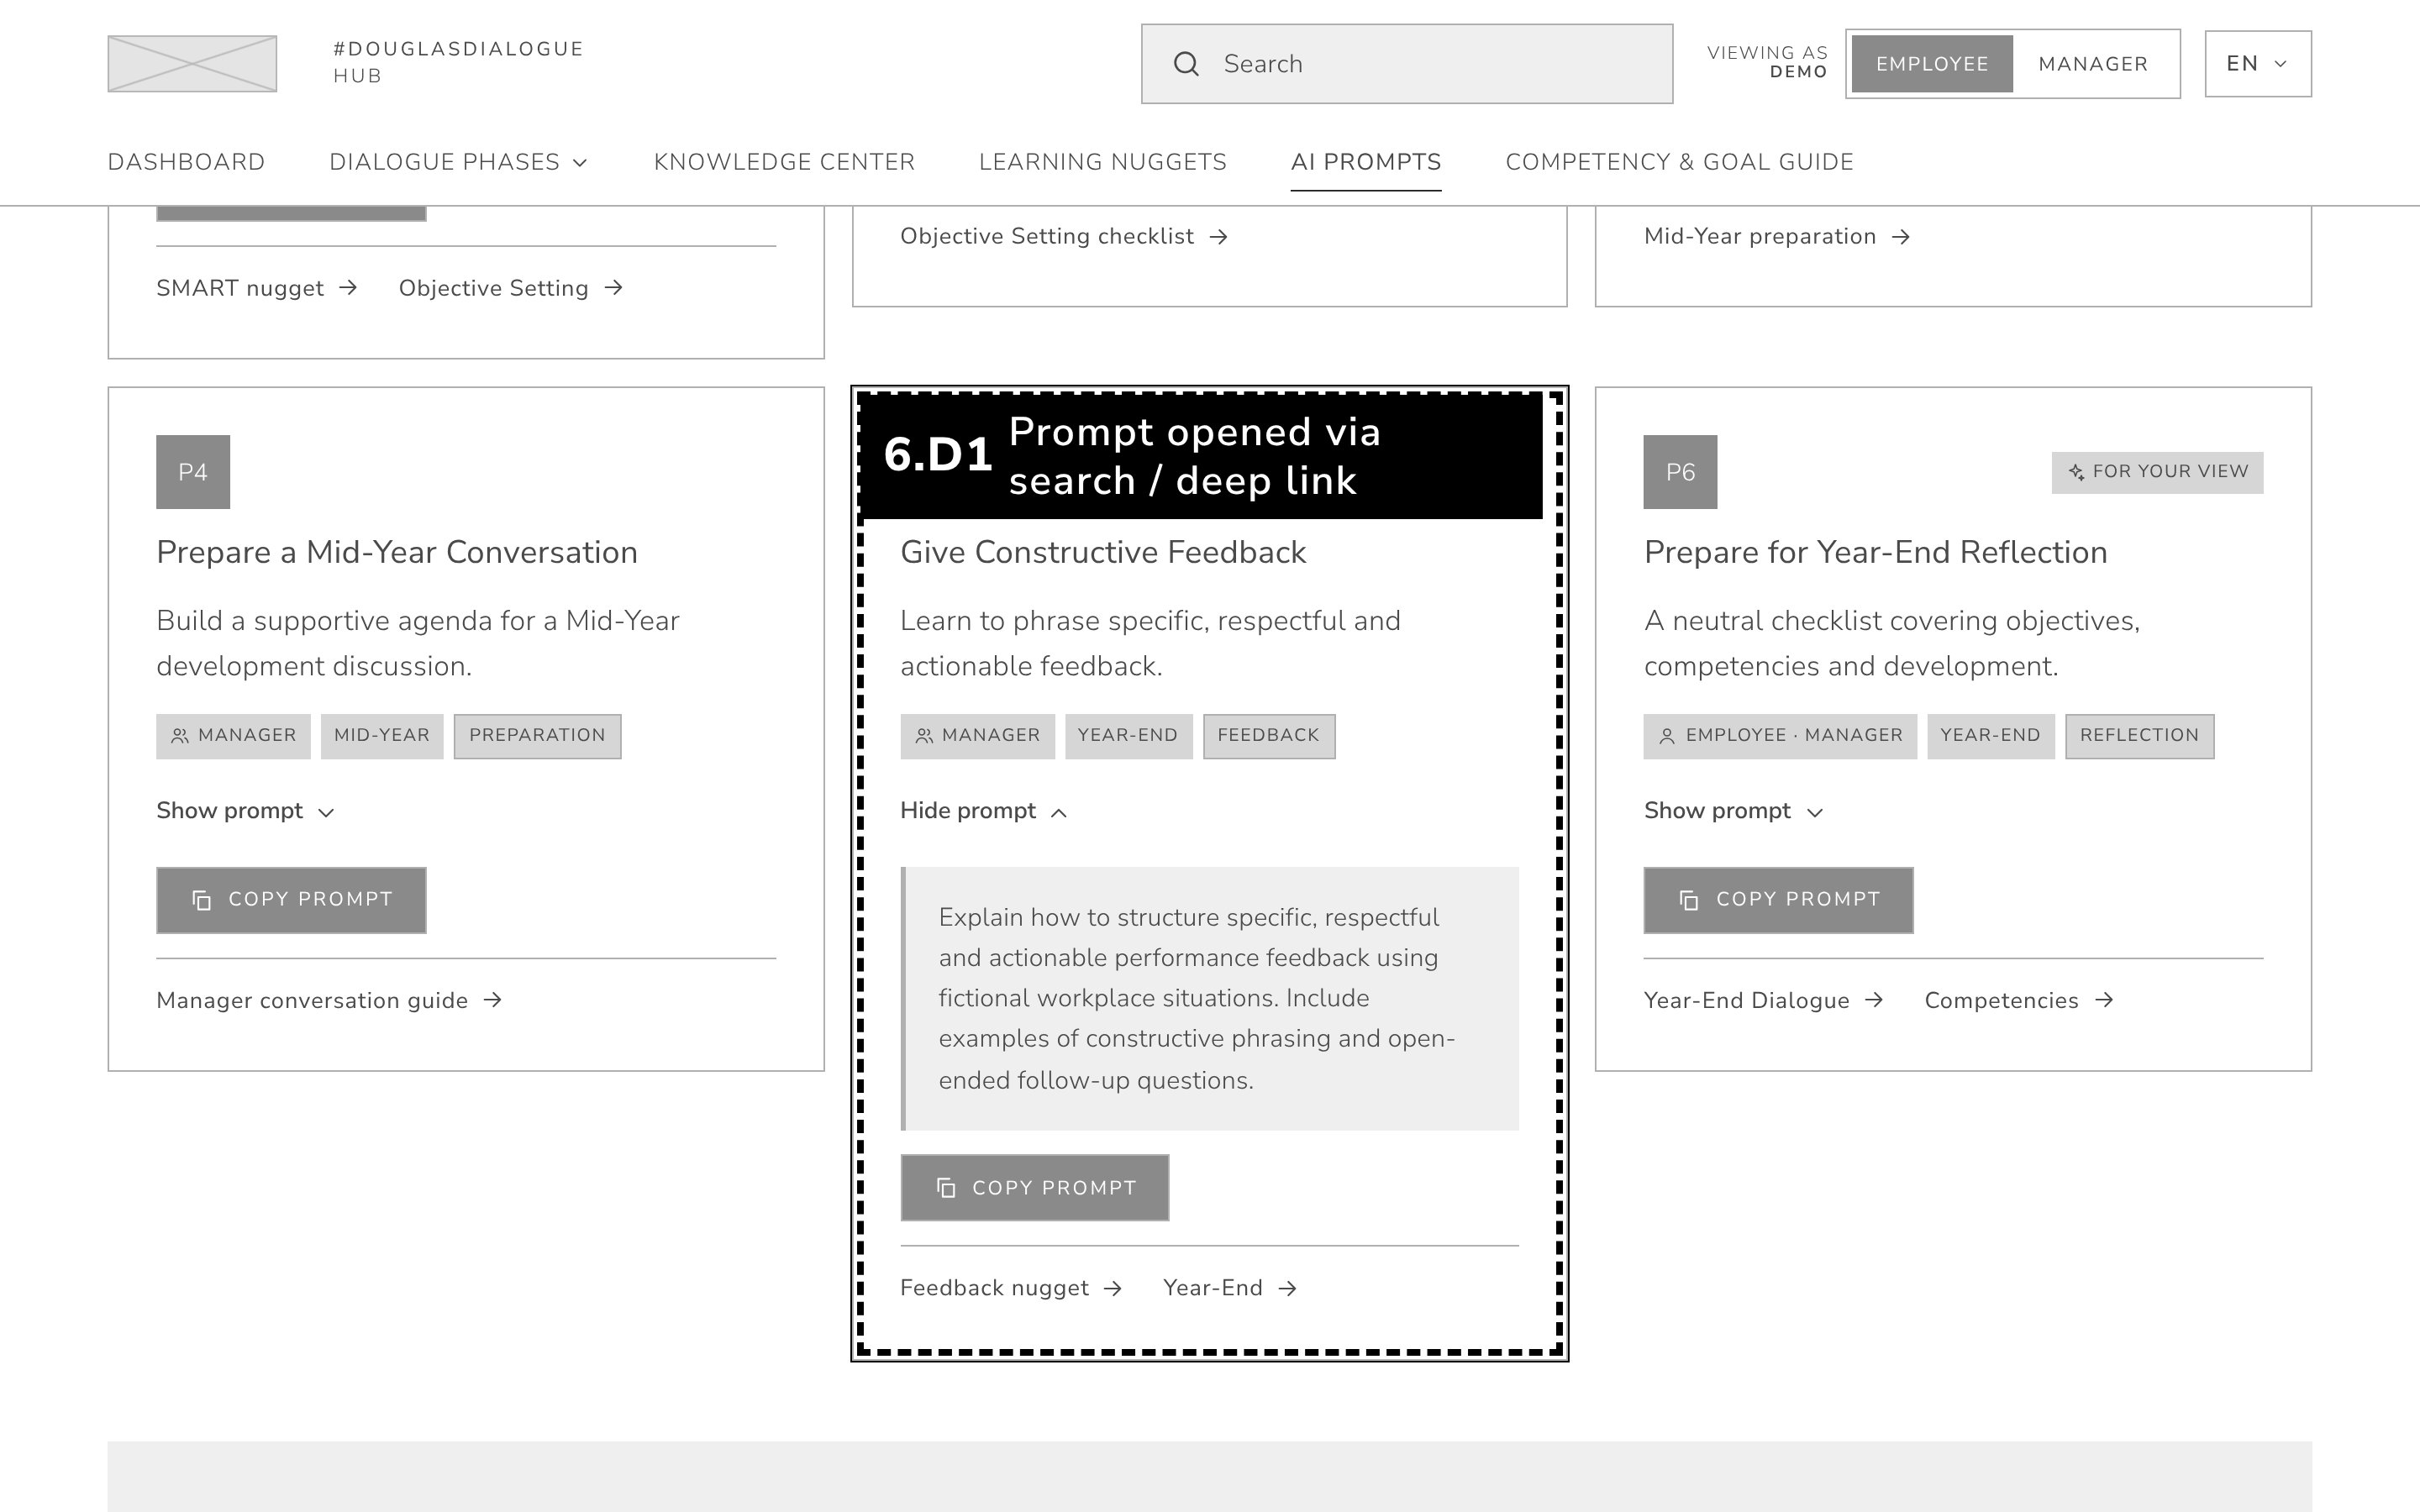 #DOUGLASDIALOGUE
HUB
Search
VIEWING AS
DEMO
EMPLOYEE
MANAGER
EN
DASHBOARD
DIALOGUE PHASES
KNOWLEDGE CENTER
LEARNING NUGGETS
AI PROMPTS
COMPETENCY & GOAL GUIDE
SMART nugget →
Objective Setting →
Objective Setting checklist →
Mid-Year preparation →
P4
Prepare a Mid-Year Conversation
Build a supportive agenda for a Mid-Year
development discussion.
MANAGER
MID-YEAR
PREPARATION
Show prompt
COPY PROMPT
Manager conversation guide →
6.D1
Prompt opened via
search / deep link
Give Constructive Feedback
Learn to phrase specific, respectful and
actionable feedback.
MANAGER
YEAR-END
FEEDBACK
Hide prompt
Explain how to structure specific, respectful
and actionable performance feedback using
fictional workplace situations. Include
examples of constructive phrasing and open-
ended follow-up questions.
COPY PROMPT
Feedback nugget →
Year-End →
P6
FOR YOUR VIEW
Prepare for Year-End Reflection
A neutral checklist covering objectives,
competencies and development.
EMPLOYEE · MANAGER
YEAR-END
REFLECTION
Show prompt
COPY PROMPT
Year-End Dialogue →
Competencies →